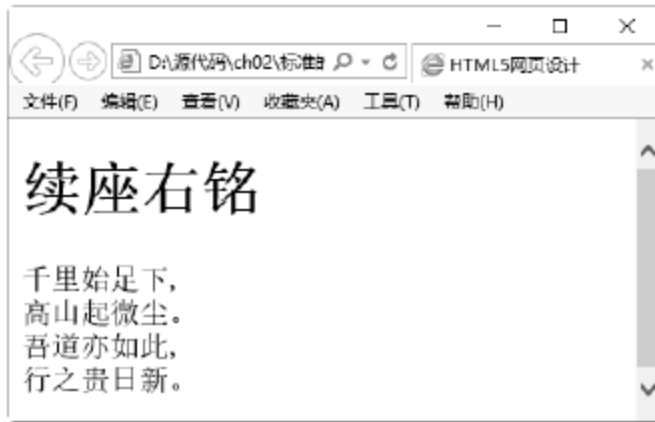 D:\源代码\ch02\标准
HTML5网页设计
文件(F) 编辑(E) 查看(V) 收藏夹(A) 工具(T) 帮助(H)
续座右铭
千里始足下,
高山起微尘。
吾道亦如此,
行之贵日新。